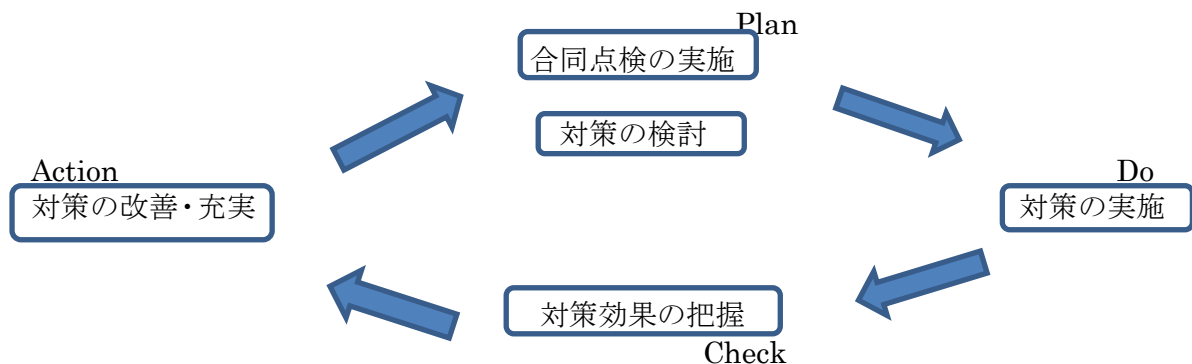 Plan
合同点検の実施
対策の検討
Action
対策の改善・充実
Do
対策の実施
対策効果の把握
Check